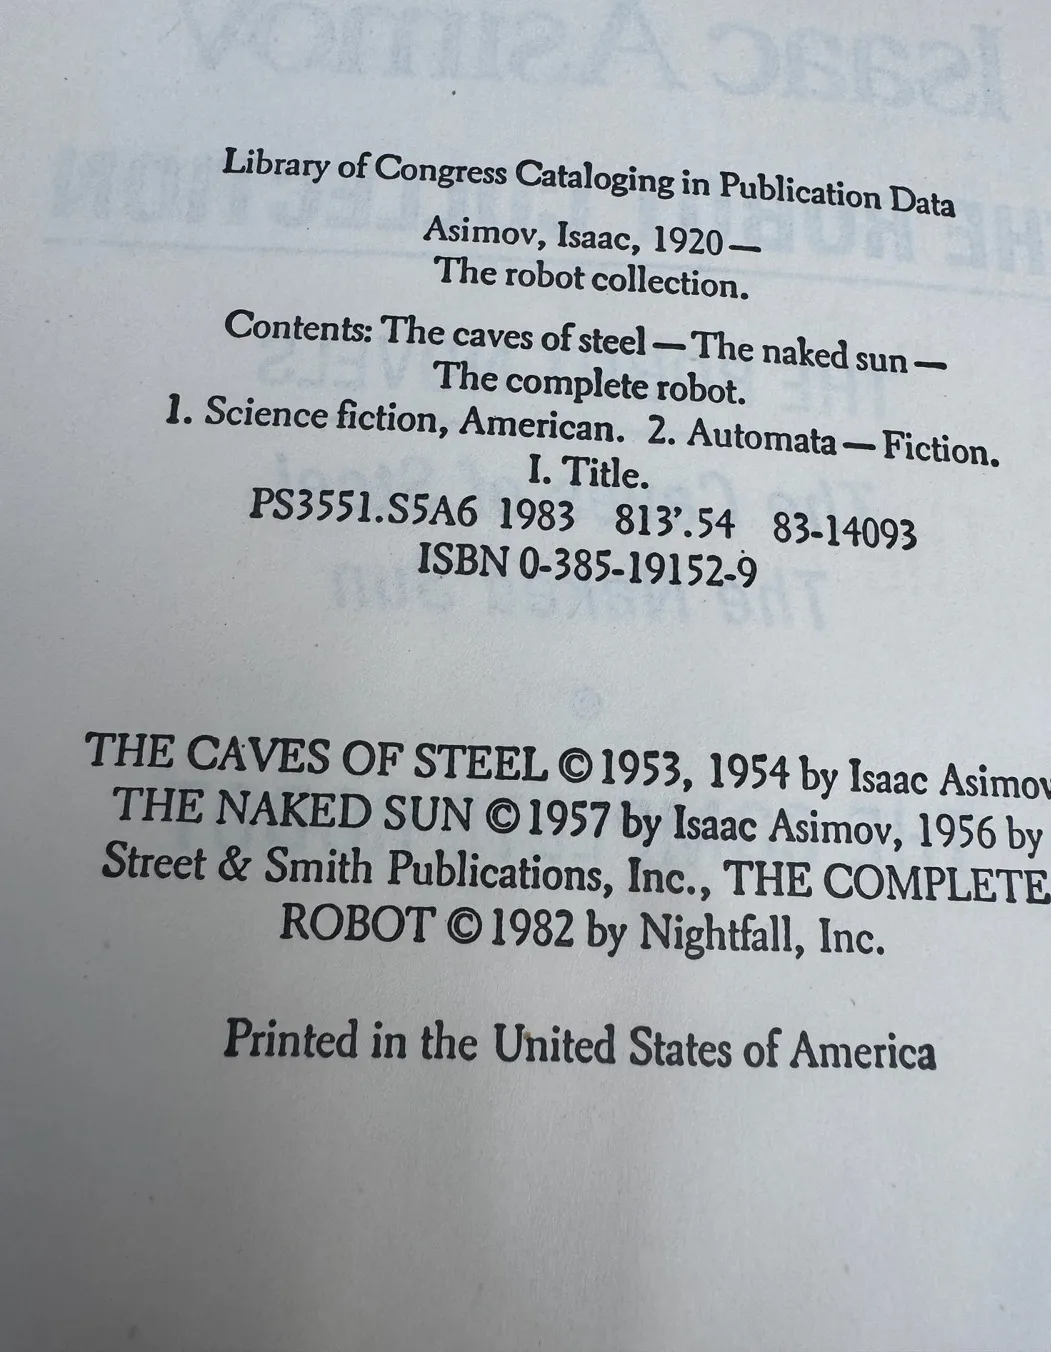 Library of Congress Cataloging in Publication Data
Asimov, Isaac, 1920—
The robot collection.
Contents: The caves of steel — The naked sun —
The complete robot.
1. Science fiction, American. 2. Automata — Fiction.
I. Title.
PS3551.S5A6 1983 813’.54 83-14093
ISBN 0-385-19152-9
THE CAVES OF STEEL © 1953, 1954 by Isaac Asimov
THE NAKED SUN © 1957 by Isaac Asimov, 1956 by
Street & Smith Publications, Inc., THE COMPLETE
ROBOT © 1982 by Nightfall, Inc.
Printed in the United States of America